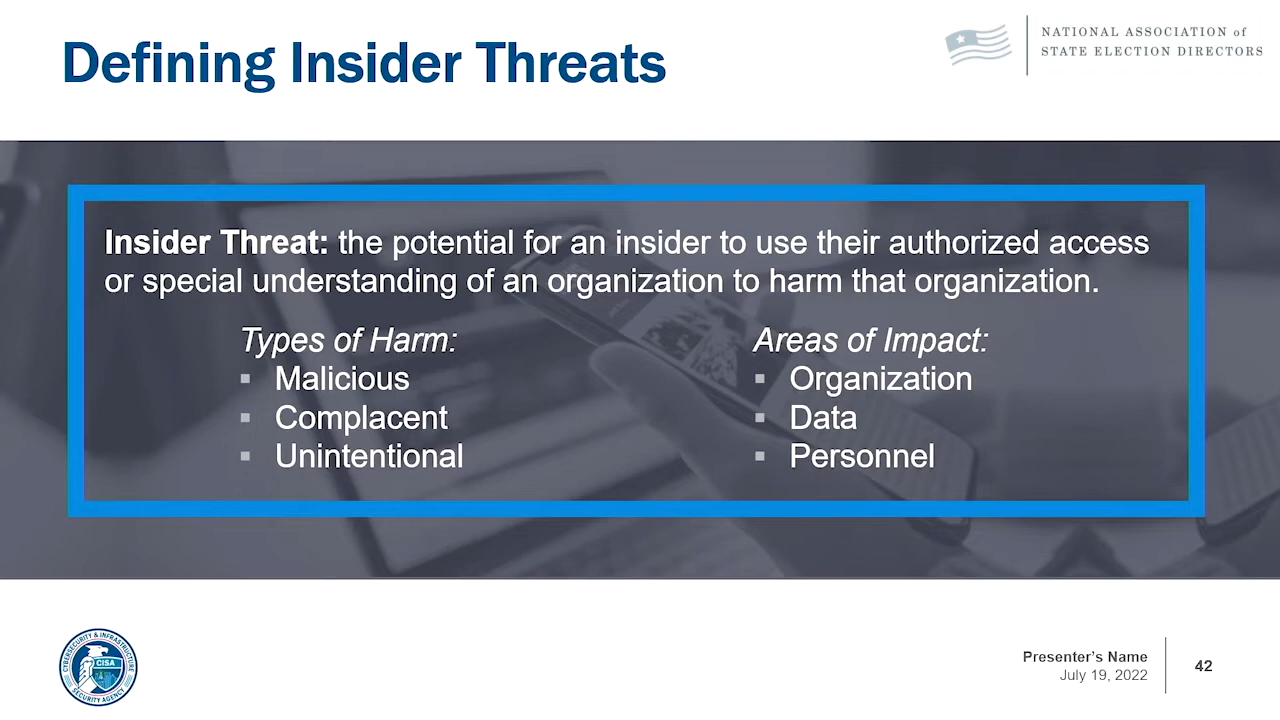 Defining Insider Threats
NATIONAL ASSOCIATION of
STATE ELECTION DIRECTORS
Insider Threat: the potential for an insider to use their authorized access
or special understanding of an organization to harm that organization.
Types of Harm:
▪ Malicious
▪ Complacent
▪ Unintentional
Areas of Impact:
▪ Organization
▪ Data
▪ Personnel
CYBERSECURITY & INFRASTRUCTURE
CISA
SECURITY AGENCY
Presenter’s Name
July 19, 2022
42